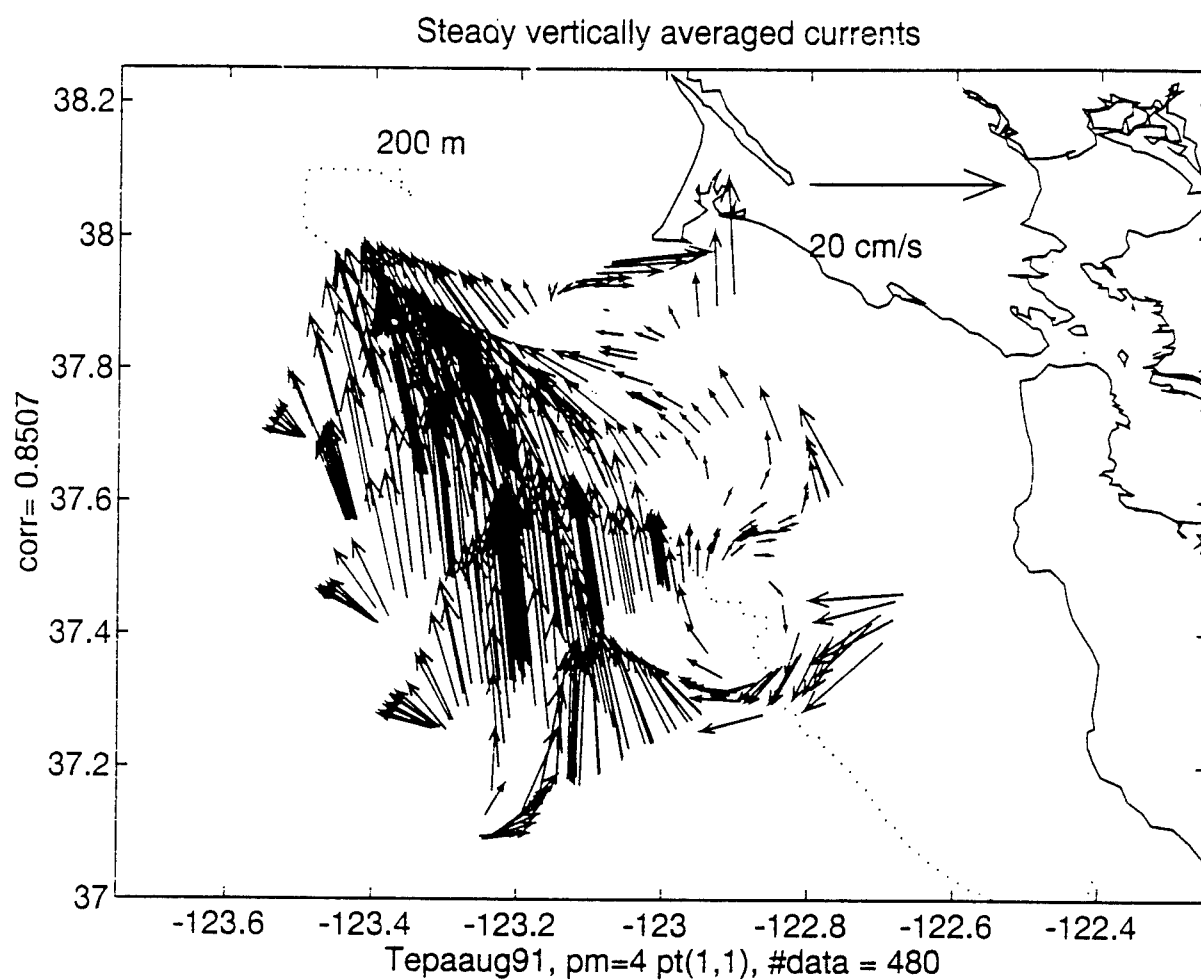 Steady vertically averaged currents
38.2
200 m
38
20 cm/s
37.8
37.6
corr= 0.8507
37.4
37.2
37
-123.6 -123.4 -123.2 -123 -122.8 -122.6 -122.4
Tepaaug91, pm=4 pt(1,1), #data = 480